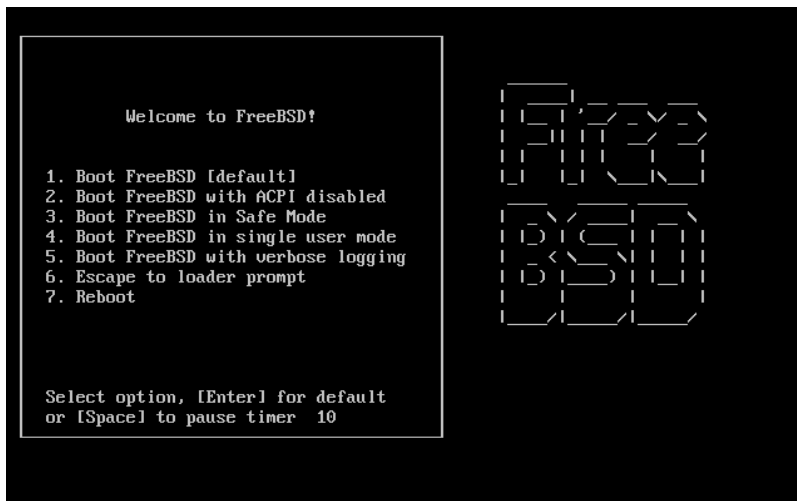 Welcome to FreeBSD!
1. Boot FreeBSD [default]
2. Boot FreeBSD with ACPI disabled
3. Boot FreeBSD in Safe Mode
4. Boot FreeBSD in single user mode
5. Boot FreeBSD with verbose logging
6. Escape to loader prompt
7. Reboot
Select option, [Enter] for default
or [Space] to pause timer  10
Free
BSD